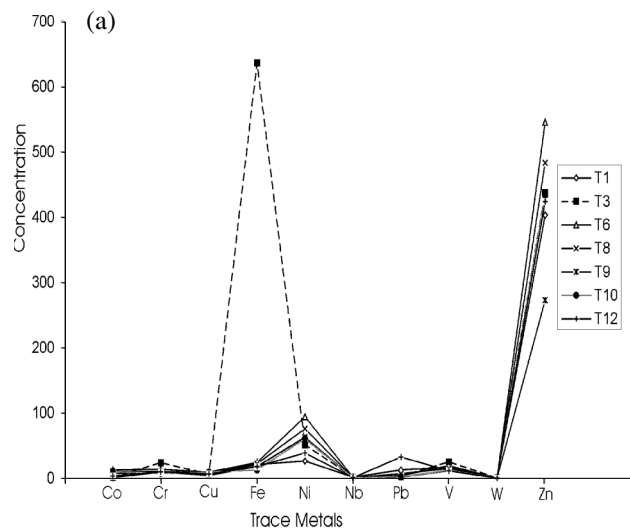 (a)
700
600
500
400
300
200
100
0
Concentration
Co Cr Cu Fe Ni Nb Pb V W Zn
Trace Metals
T1
T3
T6
T8
T9
T10
T12